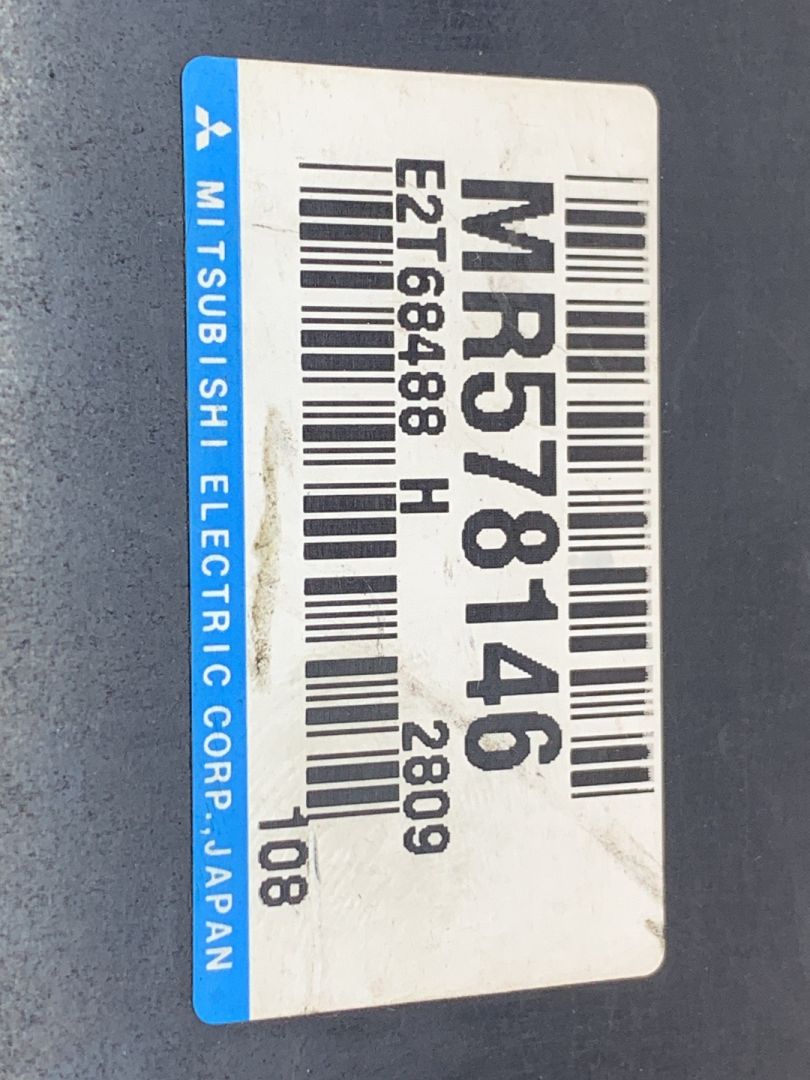 MR578146
E2T68488 H 2809
108
MITSUBISHI ELECTRIC CORP.,JAPAN